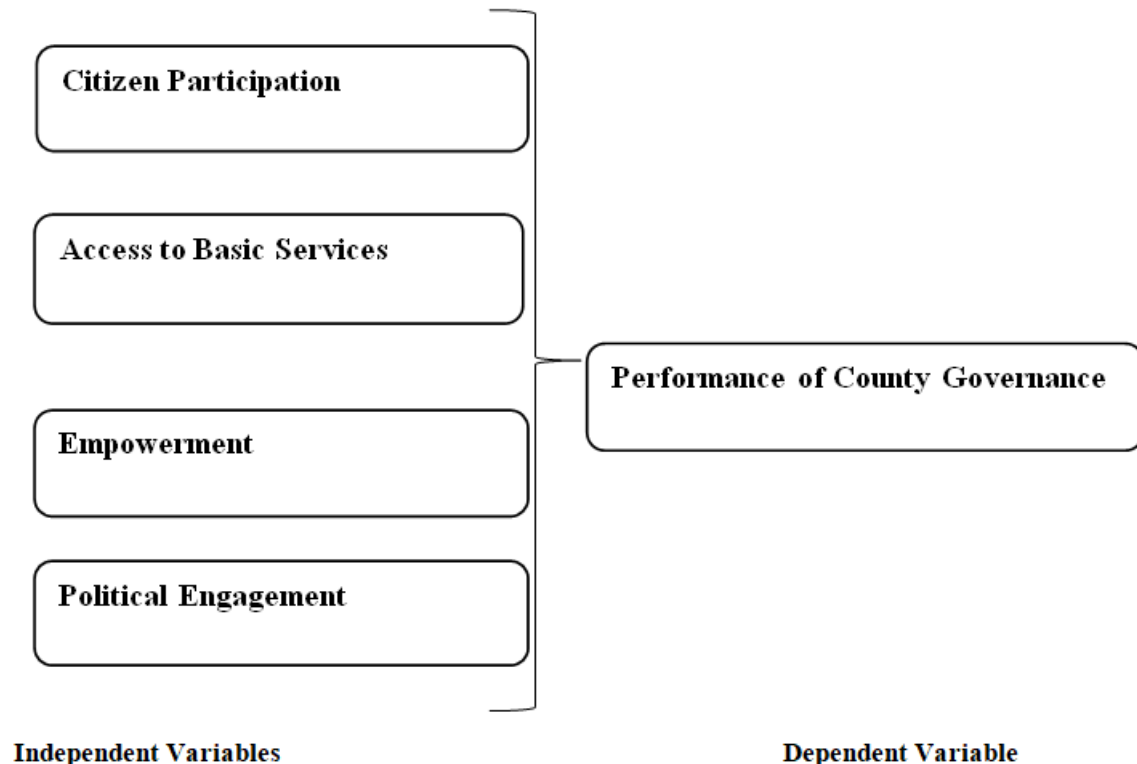 Citizen Participation
Access to Basic Services
Empowerment
Political Engagement
Performance of County Governance
Independent Variables
Dependent Variable